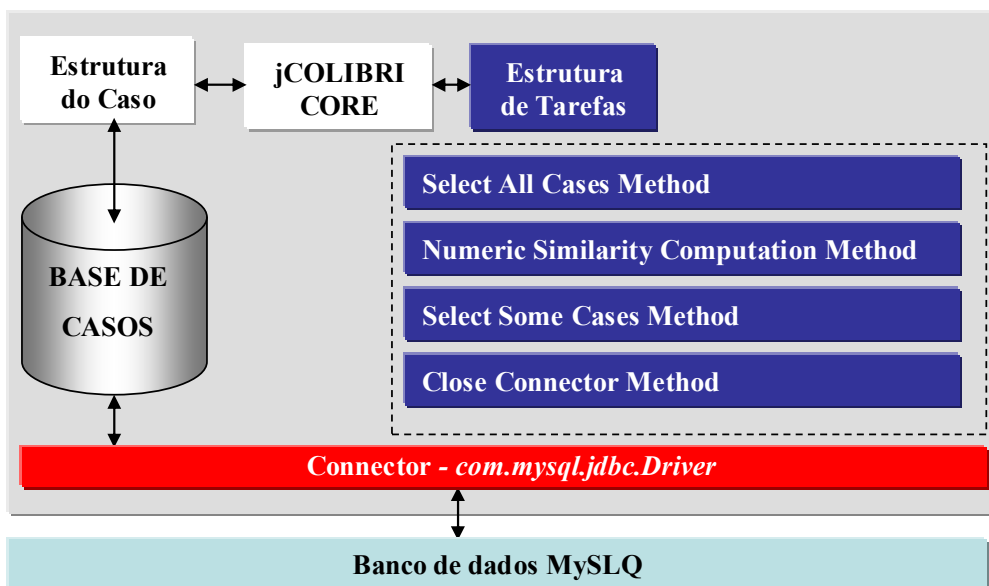 Estrutura
do Caso
jCOLIBRI
CORE
Estrutura
de Tarefas
Select All Cases Method
Numeric Similarity Computation Method
Select Some Cases Method
Close Connector Method
BASE DE
CASOS
Connector - com.mysql.jdbc.Driver
Banco de dados MySLQ